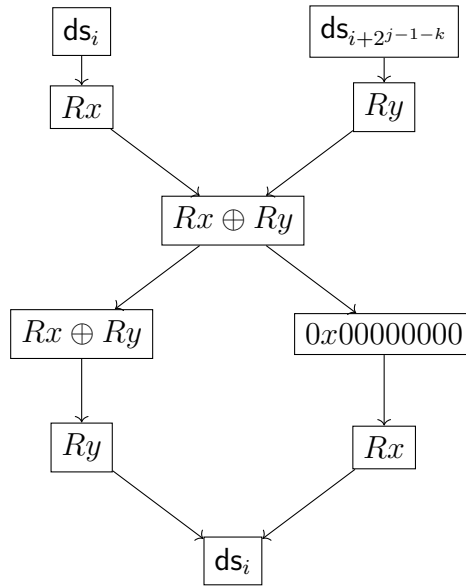 ds_i
ds_{i+2^{j-1-k}}
Rx
Ry
Rx ⊕ Ry
Rx ⊕ Ry
0x00000000
Ry
Rx
ds_i